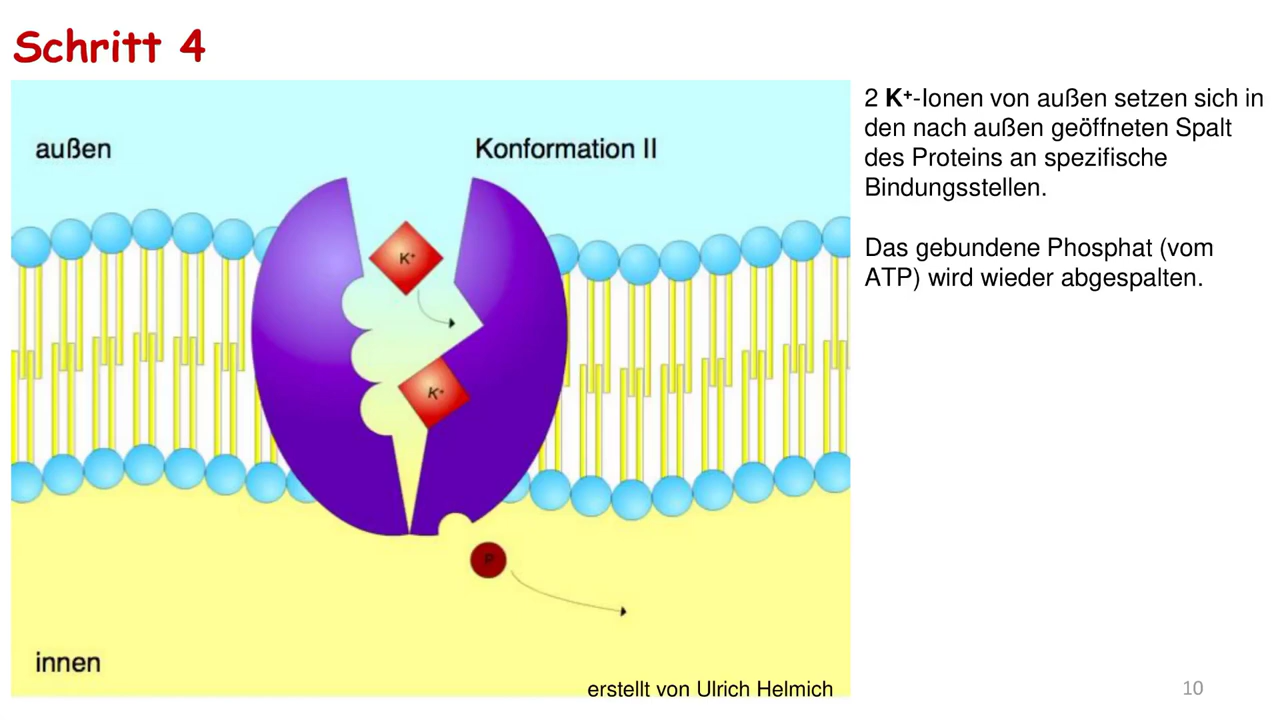 Schritt 4
außen
Konformation II
K⁺
K⁺
P
innen
erstellt von Ulrich Helmich
2 K⁺-Ionen von außen setzen sich in
den nach außen geöffneten Spalt
des Proteins an spezifische
Bindungsstellen.
Das gebundene Phosphat (vom
ATP) wird wieder abgespalten.
10